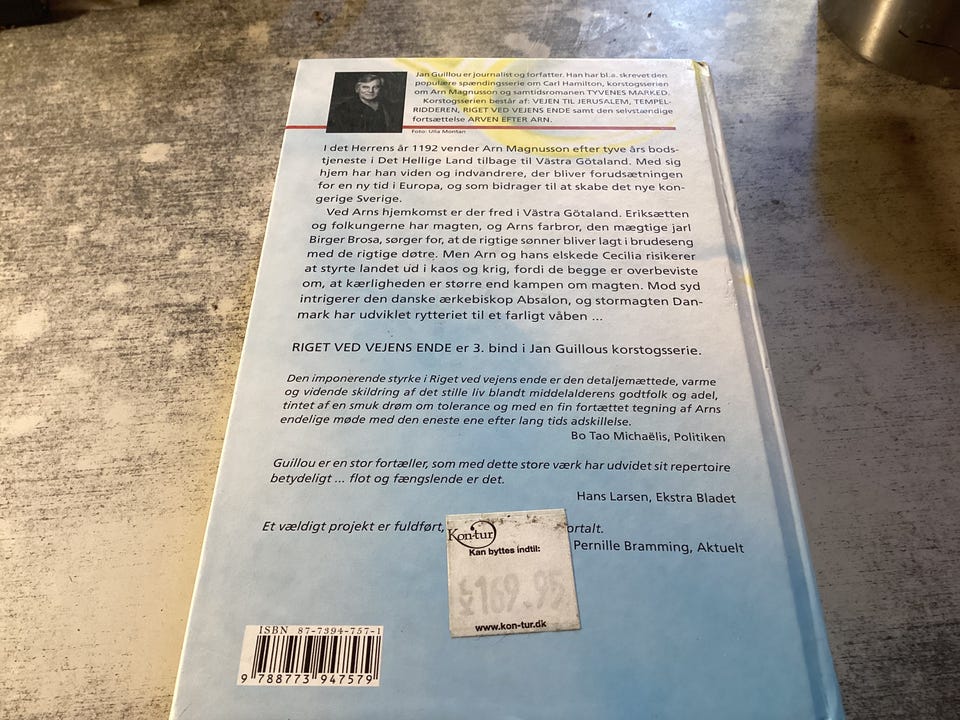 Jan Guillou er journalist og forfatter. Han har bl.a. skrevet den
populære spændingsserie om Carl Hamilton, korstogsserien
om Arn Magnusson og samtidsromanen TYVENES MARKED.
Korstogsserien består af: VEJEN TIL JERUSALEM, TEMPEL-
RIDDEREN, RIGET VED VEJENS ENDE samt den selvstændige
fortsættelse ARVEN EFTER ARN.
Foto: Ulla Montan
I det Herrens år 1192 vender Arn Magnusson efter tyve års bods-
tjeneste i Det Hellige Land tilbage til Västra Götaland. Med sig
hjem har han viden og indvandrere, der bliver forudsætningen
for en ny tid i Europa, og som bidrager til at skabe det nye kon-
gerige Sverige.
Ved Arns hjemkomst er der fred i Västra Götaland. Eriksætten
og folkungerne har magten, og Arns farbror, den mægtige jarl
Birger Brosa, sørger for, at de rigtige sønner bliver lagt i brudeseng
med de rigtige døtre. Men Arn og hans elskede Cecilia risikerer
at styrte landet ud i kaos og krig, fordi de begge er overbeviste
om, at kærligheden er større end kampen om magten. Mod syd
intrigerer den danske ærkebiskop Absalon, og stormagten Dan-
mark har udviklet rytteriet til et farligt våben ...
RIGET VED VEJENS ENDE er 3. bind i Jan Guillous korstogsserie.
Den imponerende styrke i Riget ved vejens ende er den detaljemættede, varme
og vidende skildring af det stille liv blandt middelalderens godtfolk og adel,
tintet af en smuk drøm om tolerance og med en fin fortættet tegning af Arns
endelige møde med den eneste ene efter lang tids adskillelse.
Bo Tao Michaëlis, Politiken
Guillou er en stor fortæller, som med dette store værk har udvidet sit repertoire
betydeligt ... flot og fængslende er det.
Hans Larsen, Ekstra Bladet
Et vældigt projekt er fuldført, ortalt.
Pernille Bramming, Aktuelt
Kon-tur
Kan byttes indtil:
169.95
www.kon-tur.dk
ISBN 87-7394-757-1
9 788773 947579